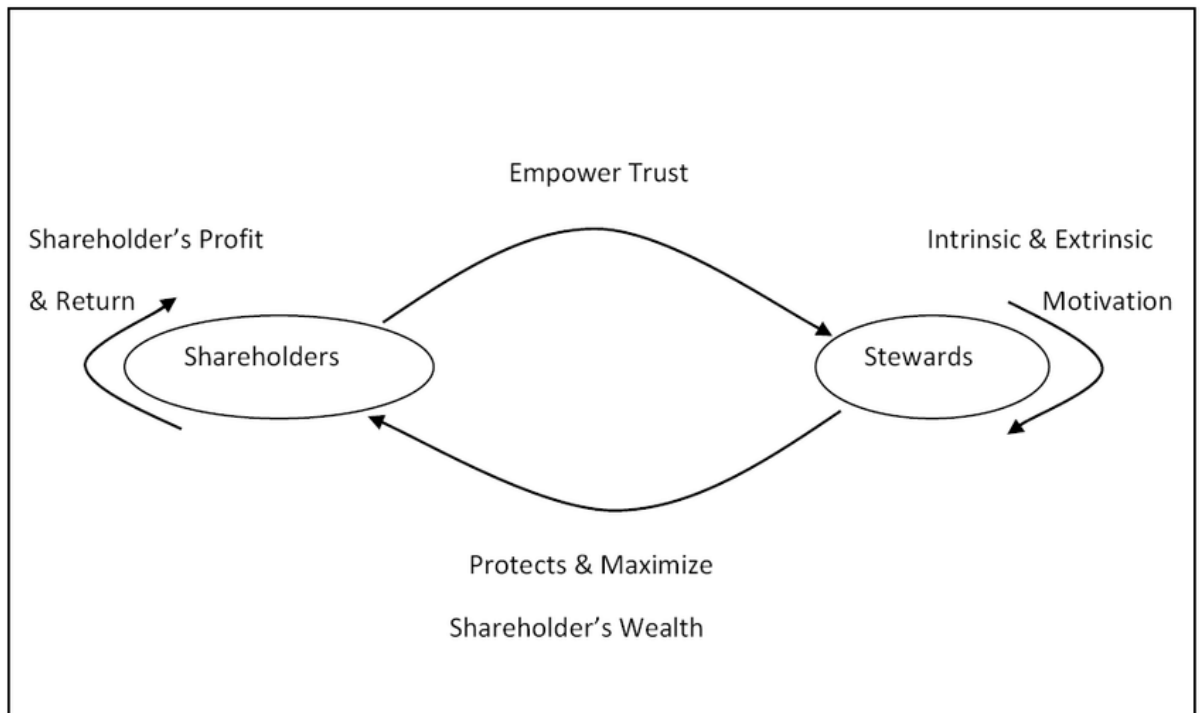 Empower Trust
Shareholder’s Profit
& Return
Intrinsic & Extrinsic
Motivation
Shareholders
Stewards
Protects & Maximize
Shareholder’s Wealth